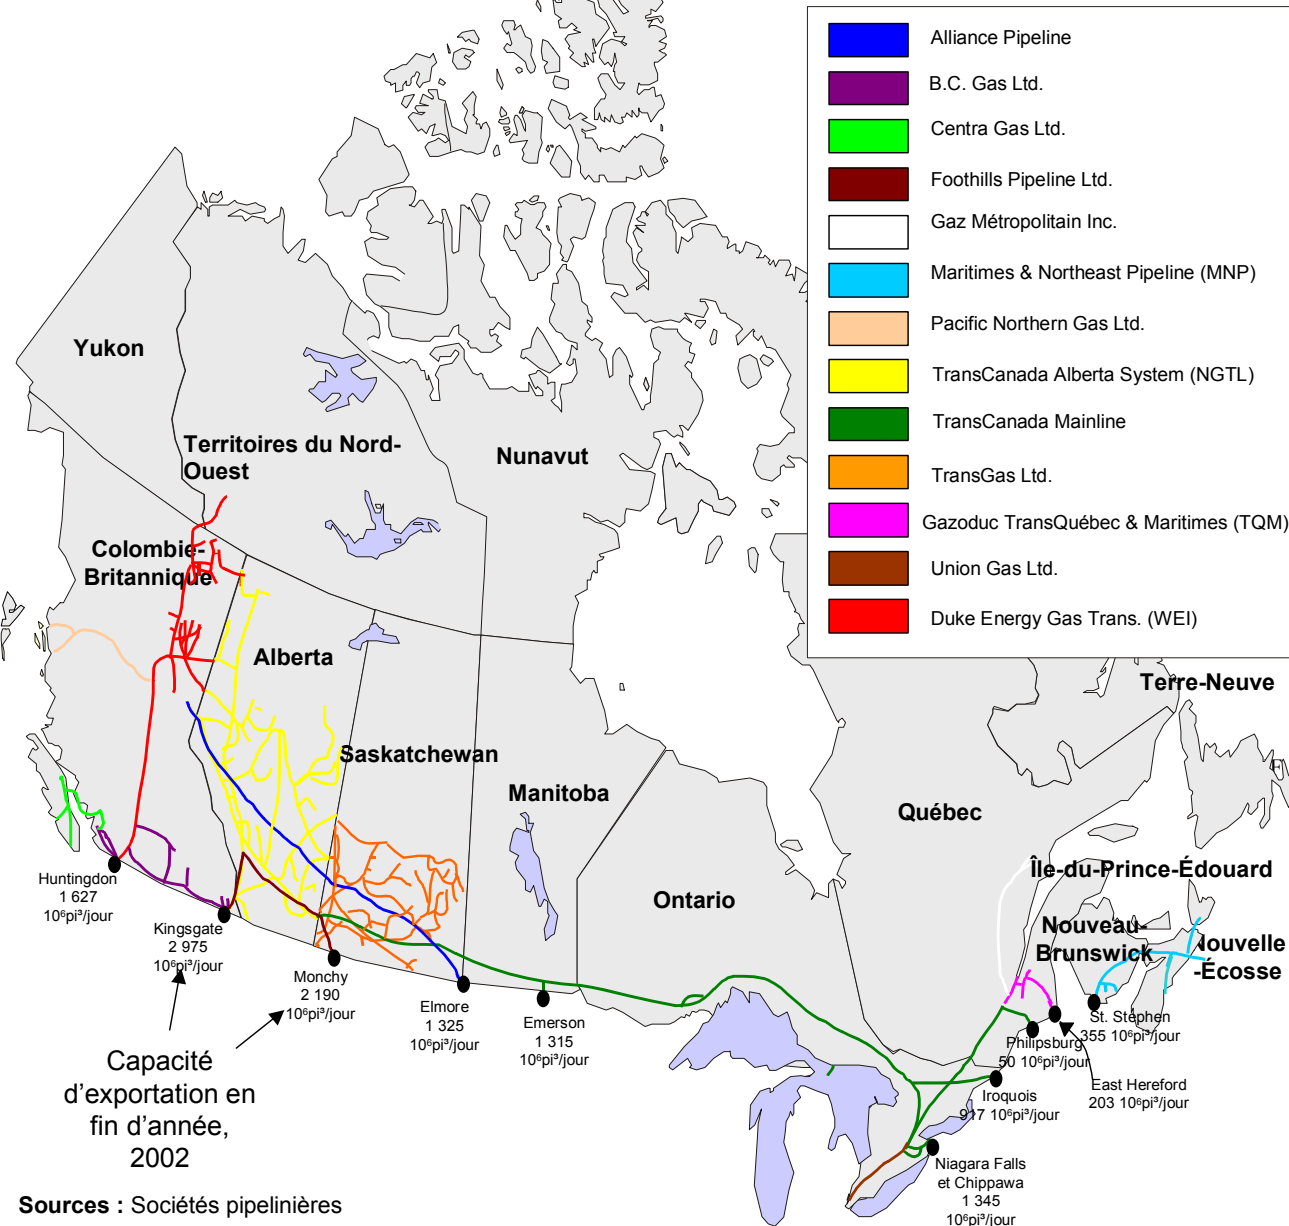 Alliance Pipeline
B.C. Gas Ltd.
Centra Gas Ltd.
Foothills Pipeline Ltd.
Gaz Métropolitain Inc.
Maritimes & Northeast Pipeline (MNP)
Pacific Northern Gas Ltd.
TransCanada Alberta System (NGTL)
TransCanada Mainline
TransGas Ltd.
Gazoduc TransQuébec & Maritimes (TQM)
Union Gas Ltd.
Duke Energy Gas Trans. (WEI)
Yukon
Territoires du Nord-
Ouest
Nunavut
Colombie-
Britannique
Alberta
Saskatchewan
Manitoba
Ontario
Québec
Terre-Neuve
Île-du-Prince-Édouard
Nouveau-
Brunswick
Nouvelle
-Écosse
Huntingdon
1 627
10⁶pi³/jour
Kingsgate
2 975
10⁶pi³/jour
Monchy
2 190
10⁶pi³/jour
Elmore
1 325
10⁶pi³/jour
Emerson
1 315
10⁶pi³/jour
St. Stephen
355 10⁶pi³/jour
Philipsburg
50 10⁶pi³/jour
East Hereford
203 10⁶pi³/jour
Iroquois
917 10⁶pi³/jour
Niagara Falls
et Chippawa
1 345
10⁶pi³/jour
Capacité
d'exportation en
fin d'année,
2002
Sources : Sociétés pipelinières